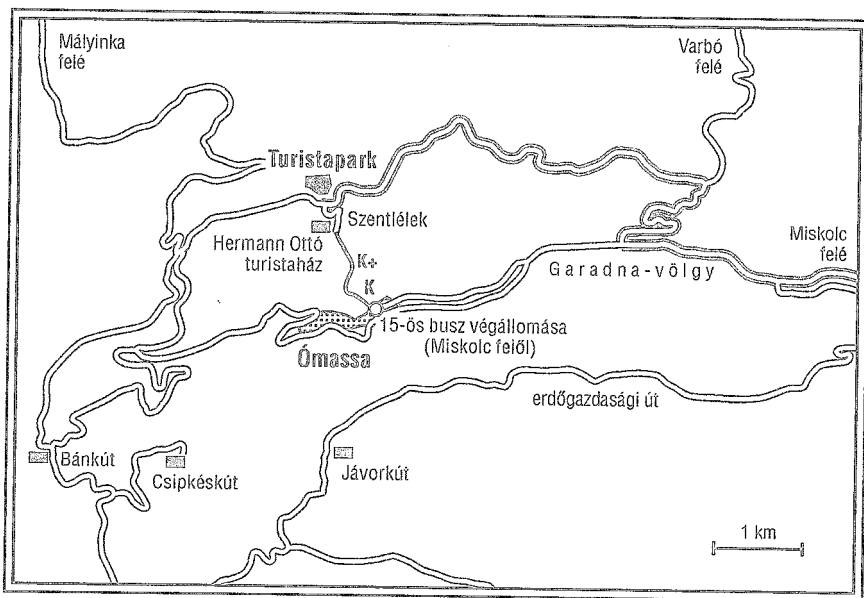 Mályinka
felé
Varbó
felé
Turistapark
Szentlélek
Hermann Ottó
turistaház
Miskolc
felé
K+
K
Garadna-völgy
15-ös busz végállomása
(Miskolc felől)
Ómassa
erdőgazdasági út
Bánkút
Csipkéskút
Jávorkút
1 km